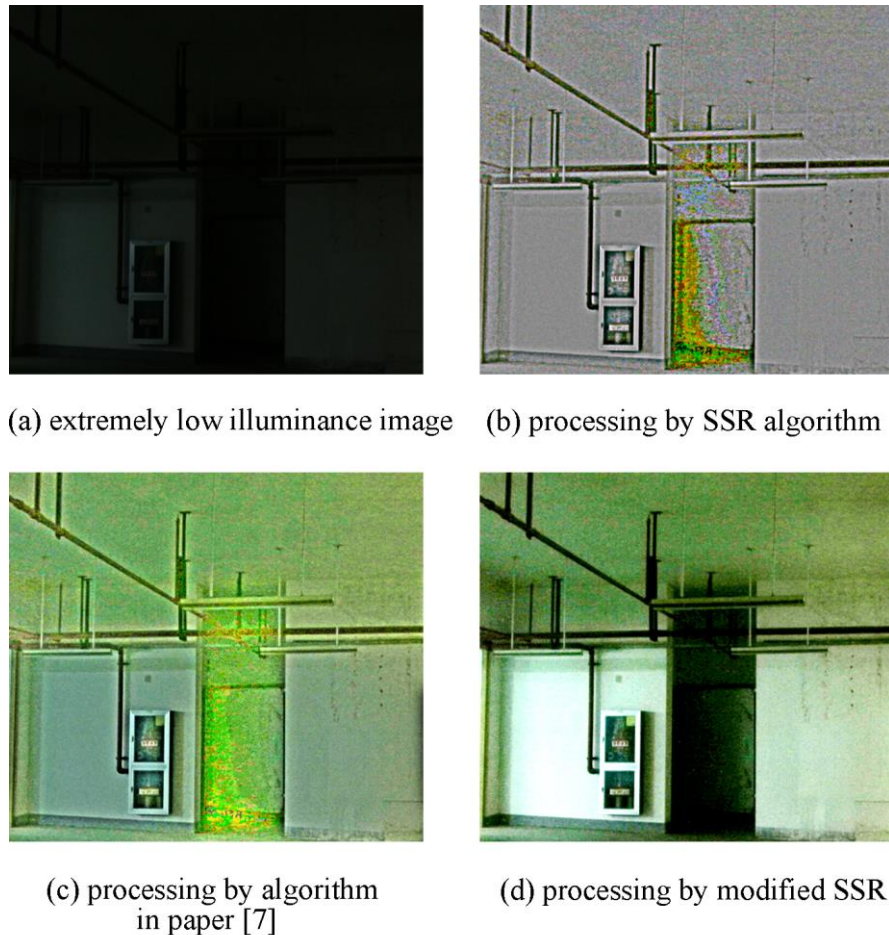 (a) extremely low illuminance image
(b) processing by SSR algorithm
(c) processing by algorithm
in paper [7]
(d) processing by modified SSR